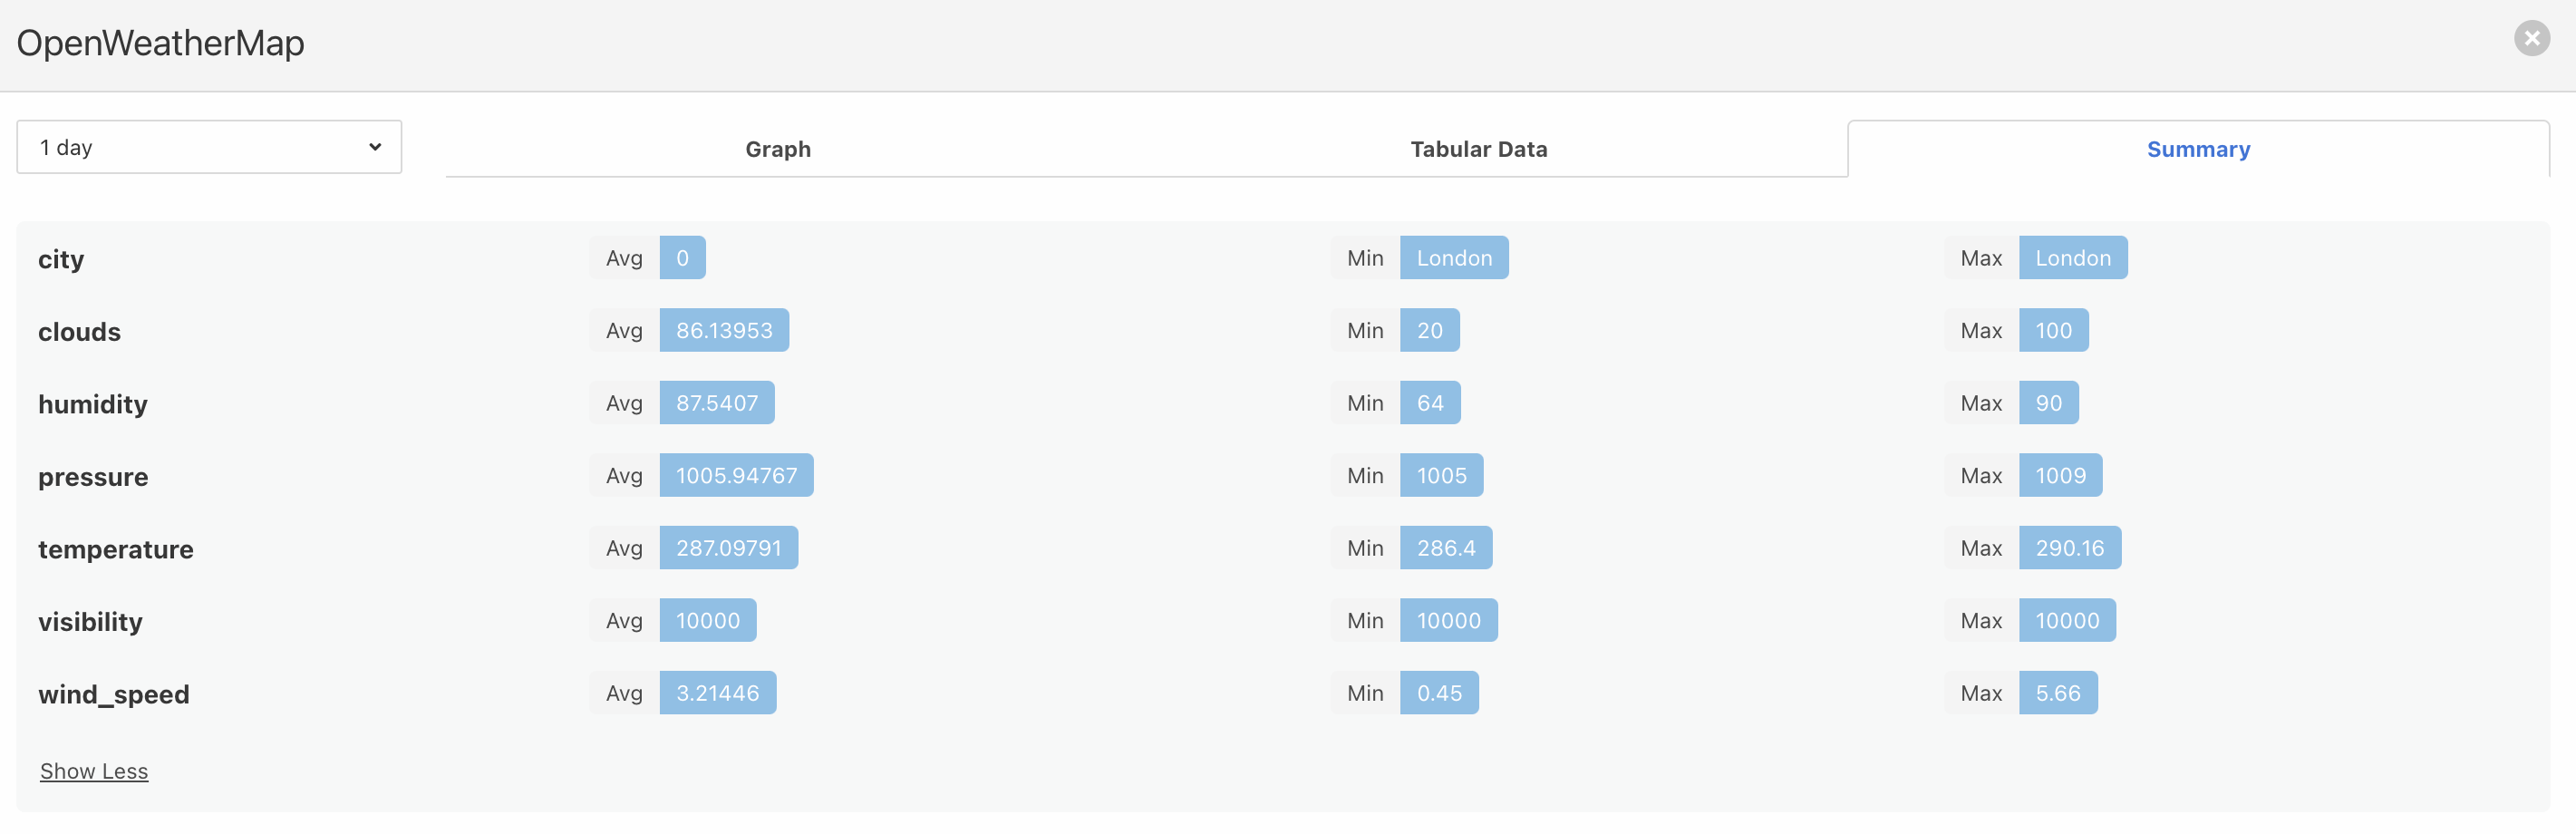 OpenWeatherMap
1 day Graph Tabular Data Summary
city Avg 0 Min London Max London
clouds Avg 86.13953 Min 20 Max 100
humidity Avg 87.5407 Min 64 Max 90
pressure Avg 1005.94767 Min 1005 Max 1009
temperature Avg 287.09791 Min 286.4 Max 290.16
visibility Avg 10000 Min 10000 Max 10000
wind_speed Avg 3.21446 Min 0.45 Max 5.66
Show Less